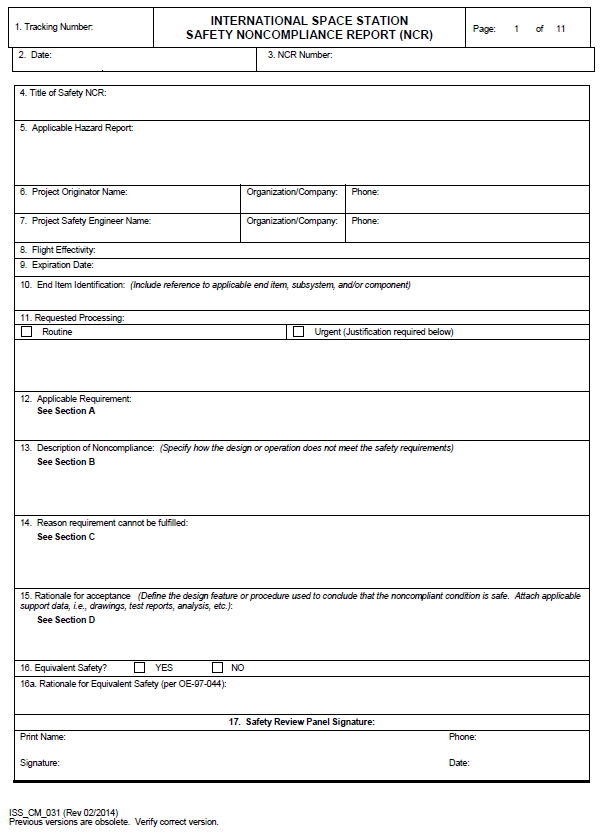 1. Tracking Number:
INTERNATIONAL SPACE STATION
SAFETY NONCOMPLIANCE REPORT (NCR)
Page: 1 of 11
2. Date:
3. NCR Number:
4. Title of Safety NCR:
5. Applicable Hazard Report:
6. Project Originator Name:
Organization/Company:
Phone:
7. Project Safety Engineer Name:
Organization/Company:
Phone:
8. Flight Effectivity:
9. Expiration Date:
10. End Item Identification: (Include reference to applicable end item, subsystem, and/or component)
11. Requested Processing:
Routine
Urgent (Justification required below)
12. Applicable Requirement:
See Section A
13. Description of Noncompliance: (Specify how the design or operation does not meet the safety requirements)
See Section B
14. Reason requirement cannot be fulfilled:
See Section C
15. Rationale for acceptance (Define the design feature or procedure used to conclude that the noncompliant condition is safe. Attach applicable
support data, i.e., drawings, test reports, analysis, etc.):
See Section D
16. Equivalent Safety? YES NO
16a. Rationale for Equivalent Safety (per OE-97-044):
17. Safety Review Panel Signature:
Print Name:
Phone:
Signature:
Date:
ISS_CM_031 (Rev 02/2014)
Previous versions are obsolete. Verify correct version.